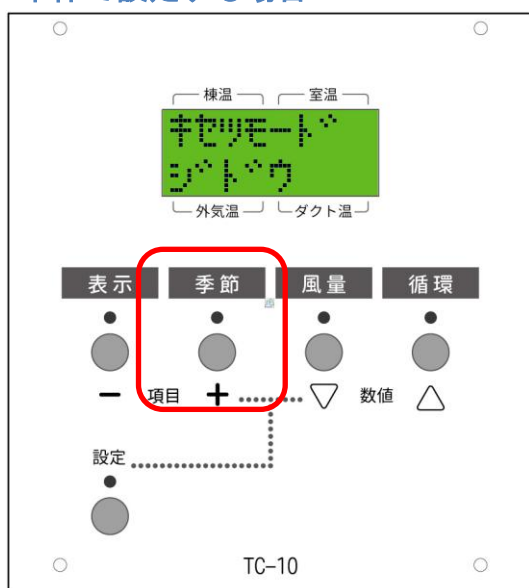 棟温 室温
キセツモード
ジドウ
外気温 ダクト温
表示 季節 風量 循環
− 項目 + ▽ 数値 △
設定
TC-10